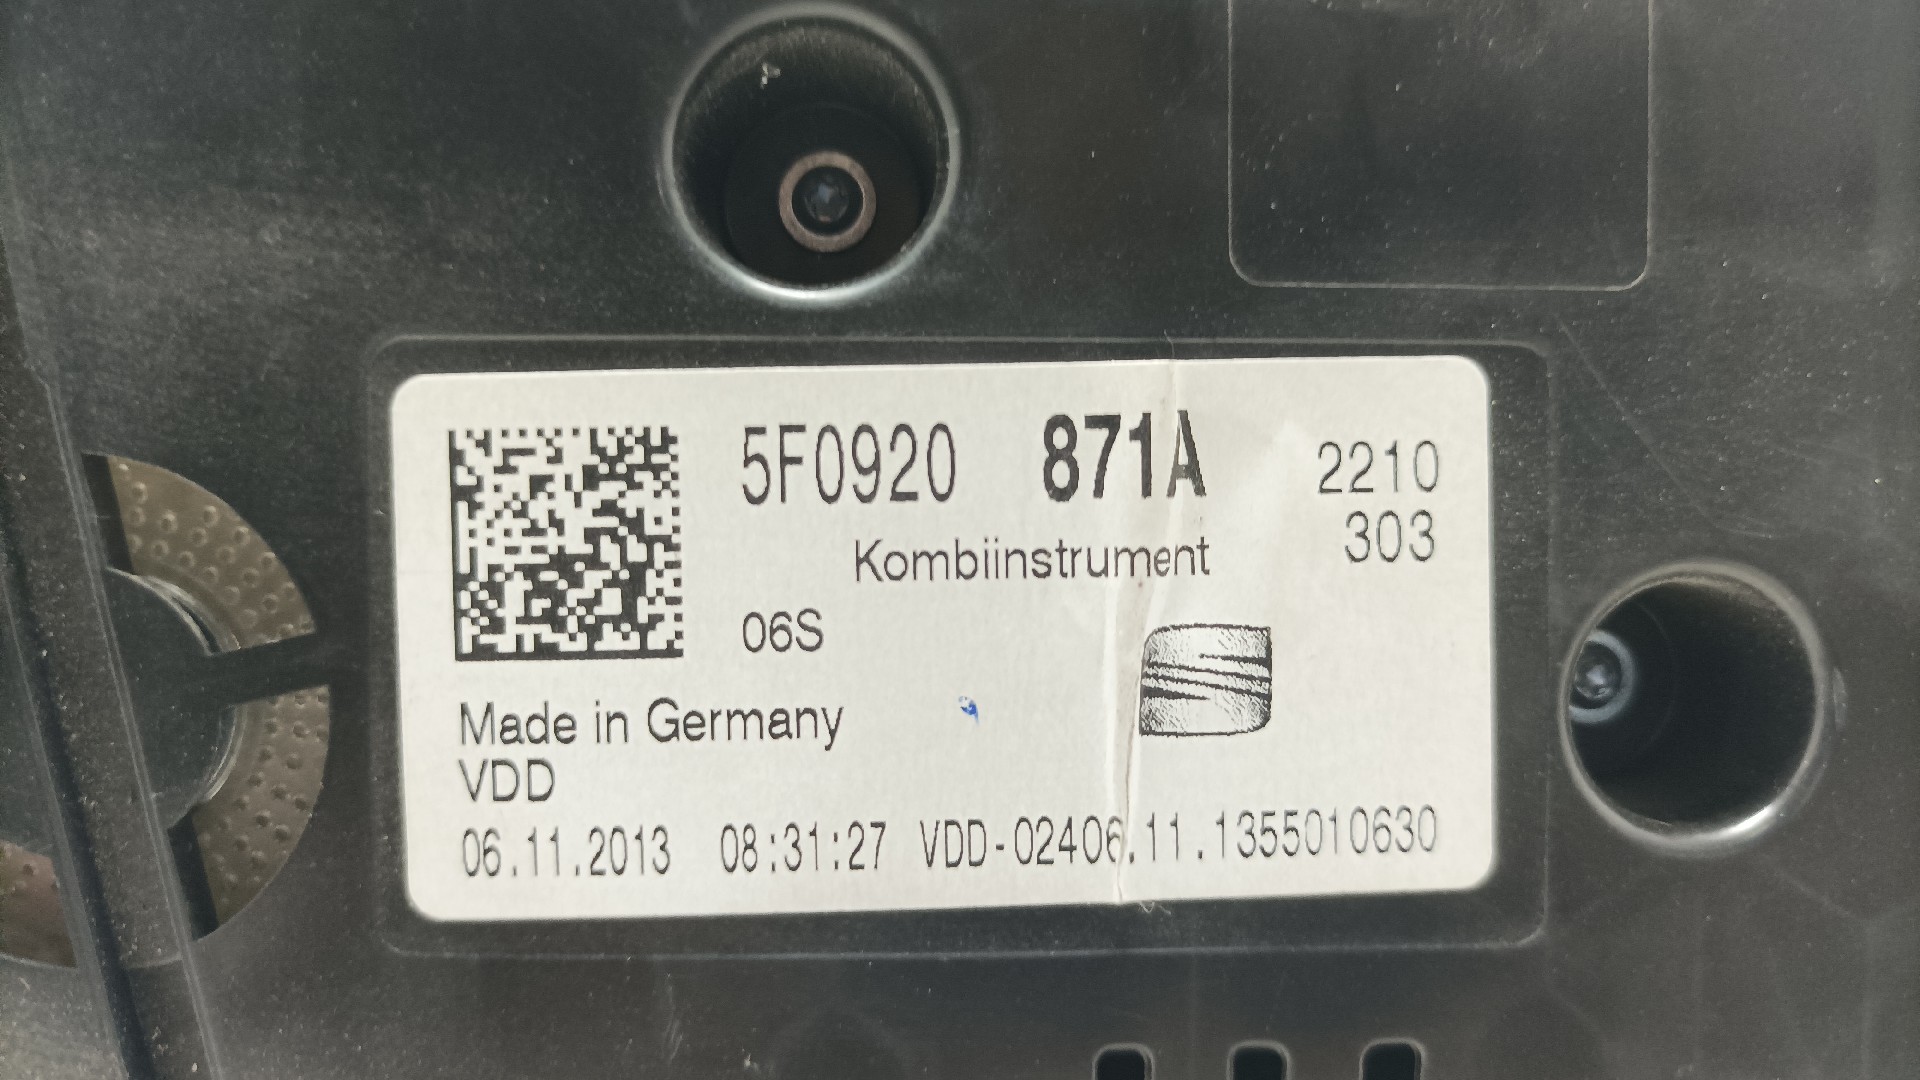 5F0920 871A 2210
303
Kombiinstrument
06S
Made in Germany
VDD
06.11.2013 08:31:27 VDD-02406.11.1355010630